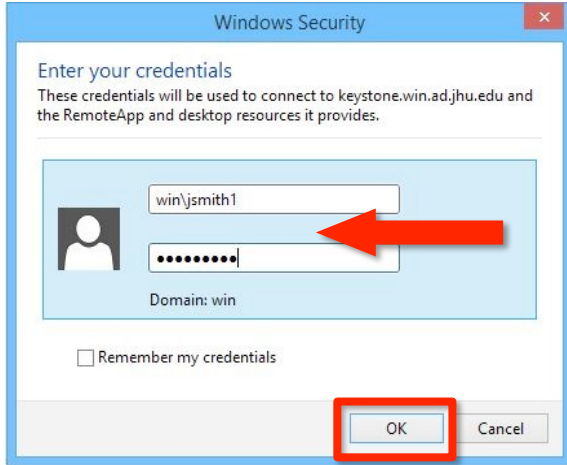 Windows Security
Enter your credentials
These credentials will be used to connect to keystone.win.ad.jhu.edu and
the RemoteApp and desktop resources it provides.
win\jsmith1
●●●●●●●●●
Domain: win
Remember my credentials
OK Cancel